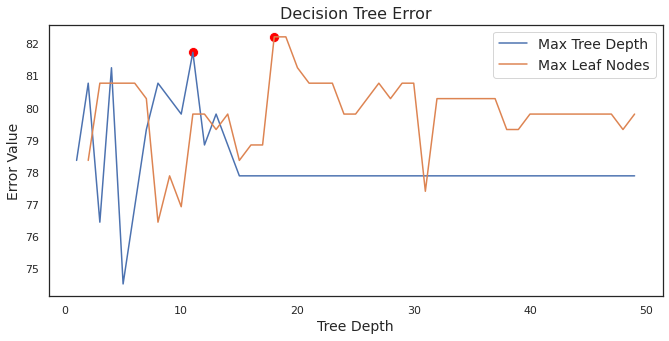 Decision Tree Error
Max Tree Depth
Max Leaf Nodes
Error Value
82
81
80
79
78
77
76
75
0 10 20 30 40 50
Tree Depth